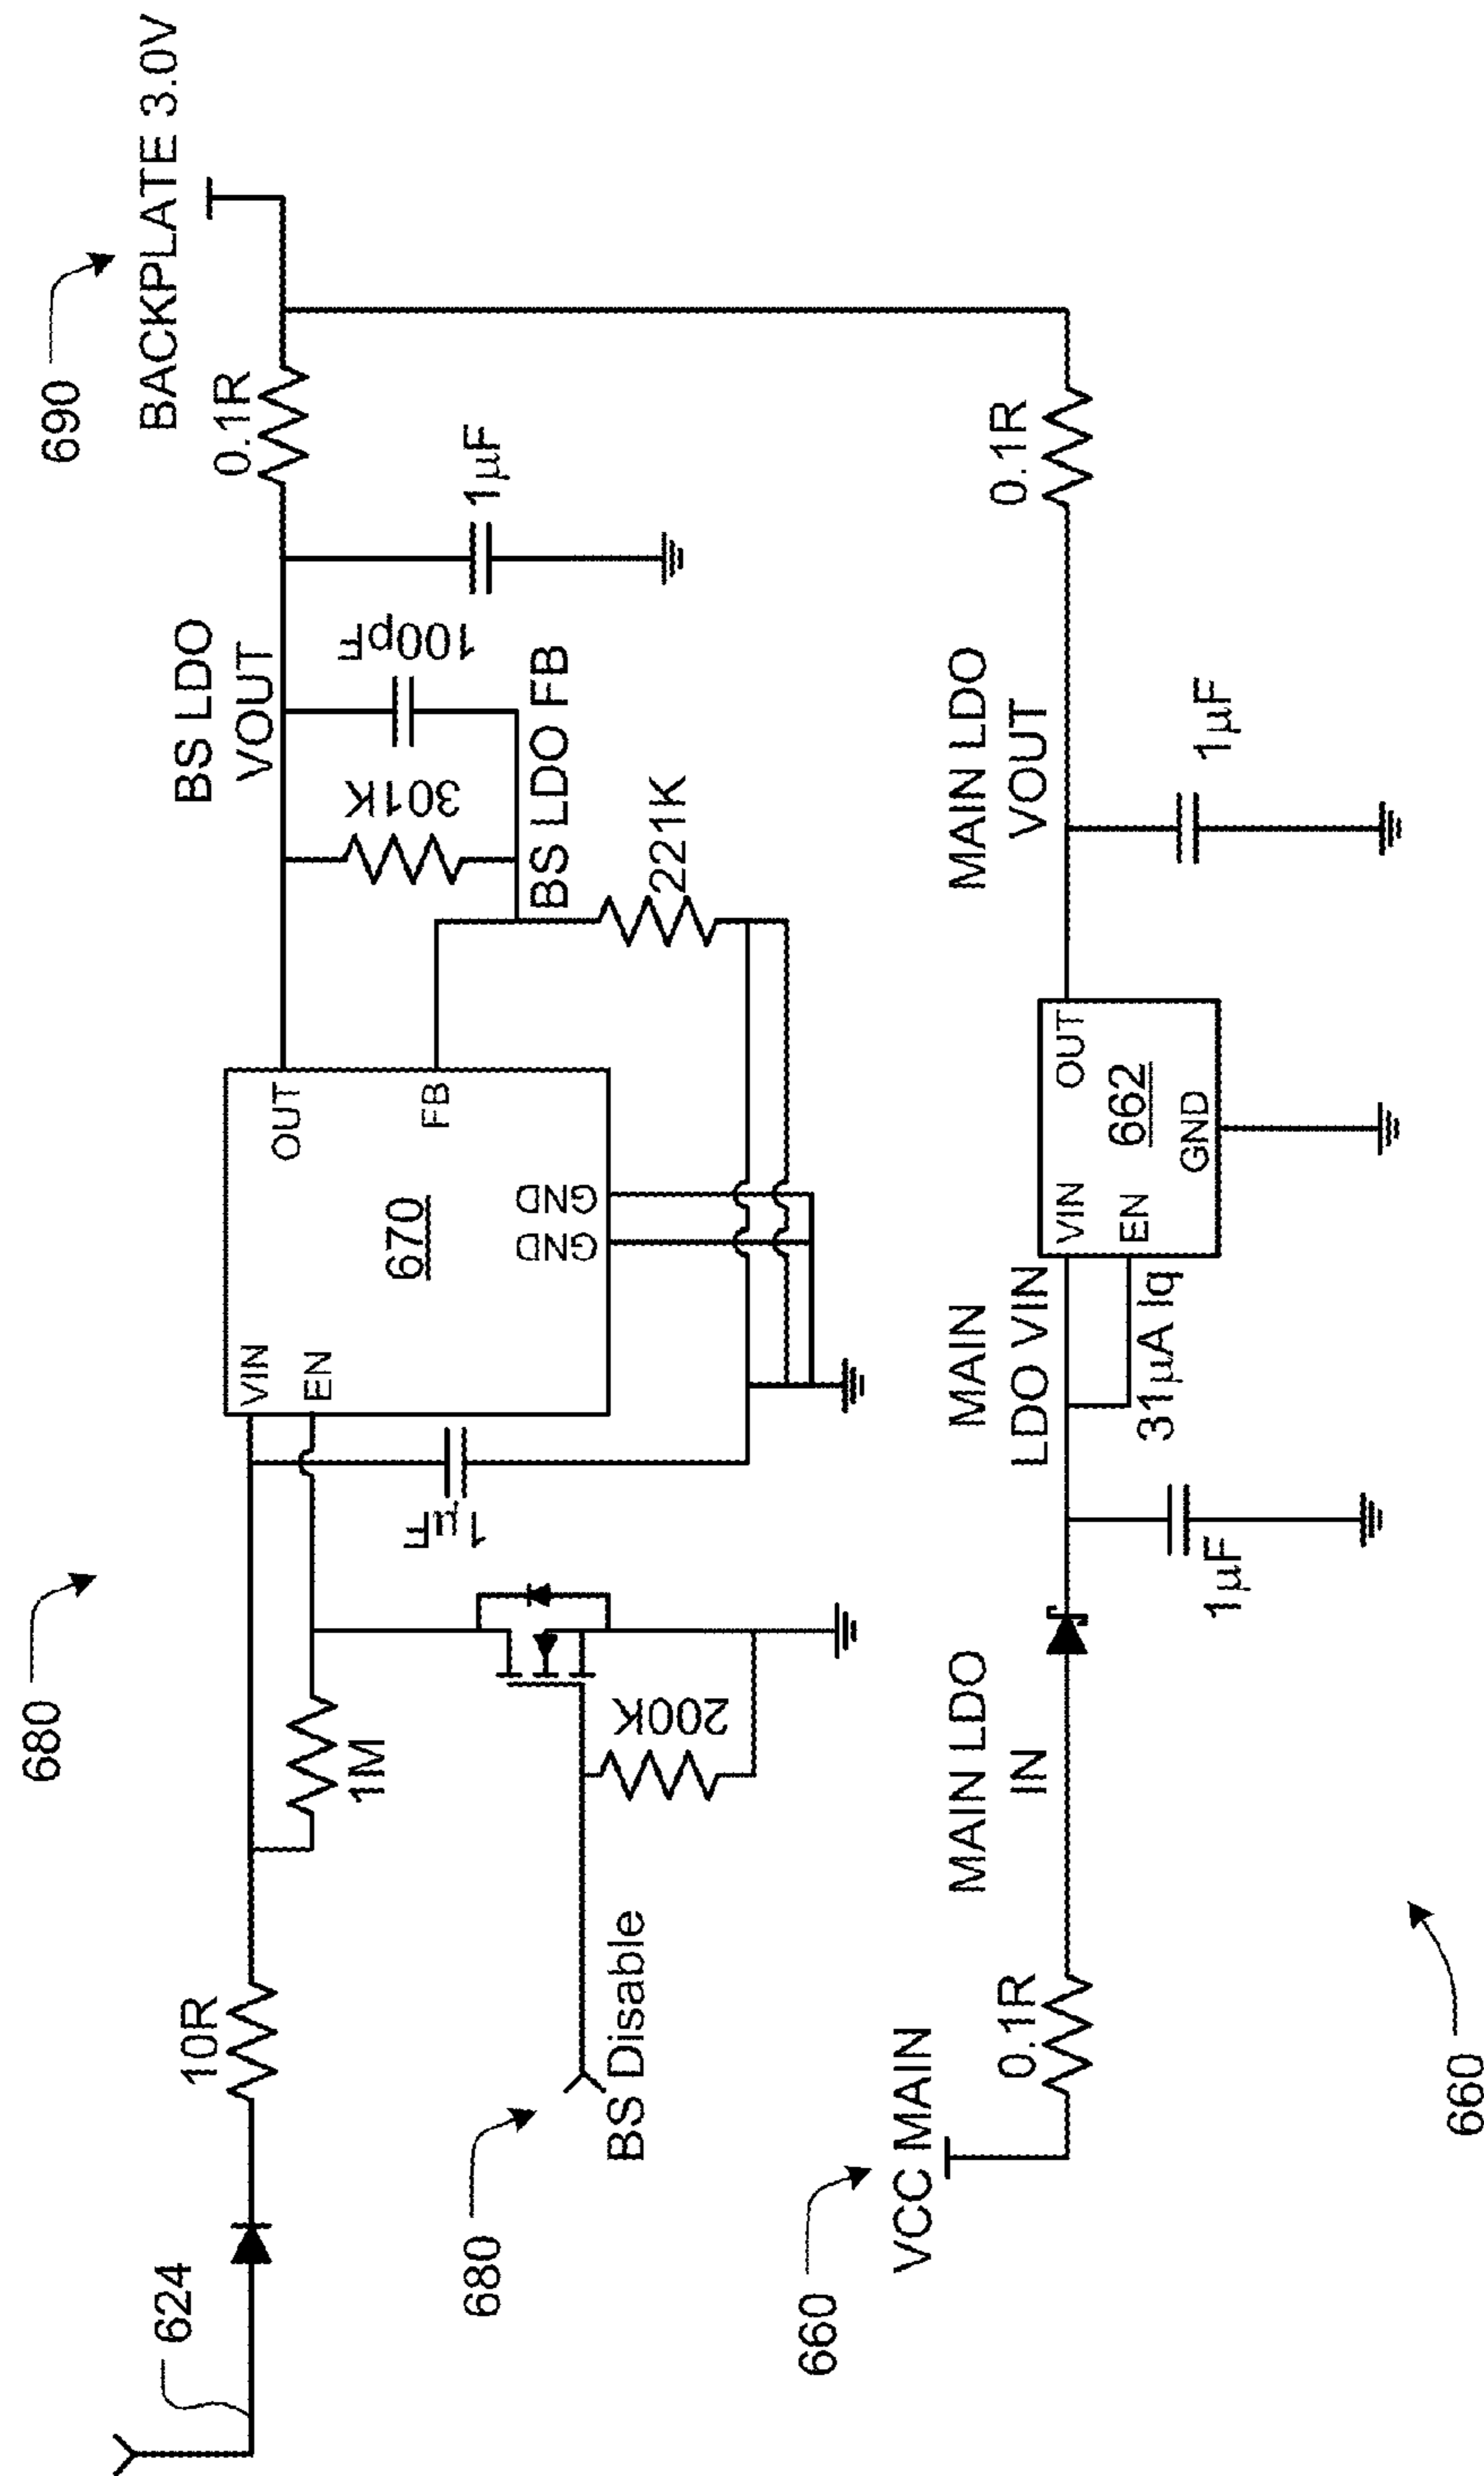 690
BACKPLATE 3.0V
680
BS LDO
VOUT
0.1R
624
10R
1M
VIN
EN
OUT
FB
670
GND
GND
301K
100pF
1µF
1µF
BS LDO FB
221K
200K
680
BS Disable
660
VCC MAIN
0.1R
MAIN LDO
IN
MAIN
LDO VIN
MAIN LDO
VOUT
0.1R
VIN
EN
OUT
662
GND
31µA Iq
1µF
1µF
660